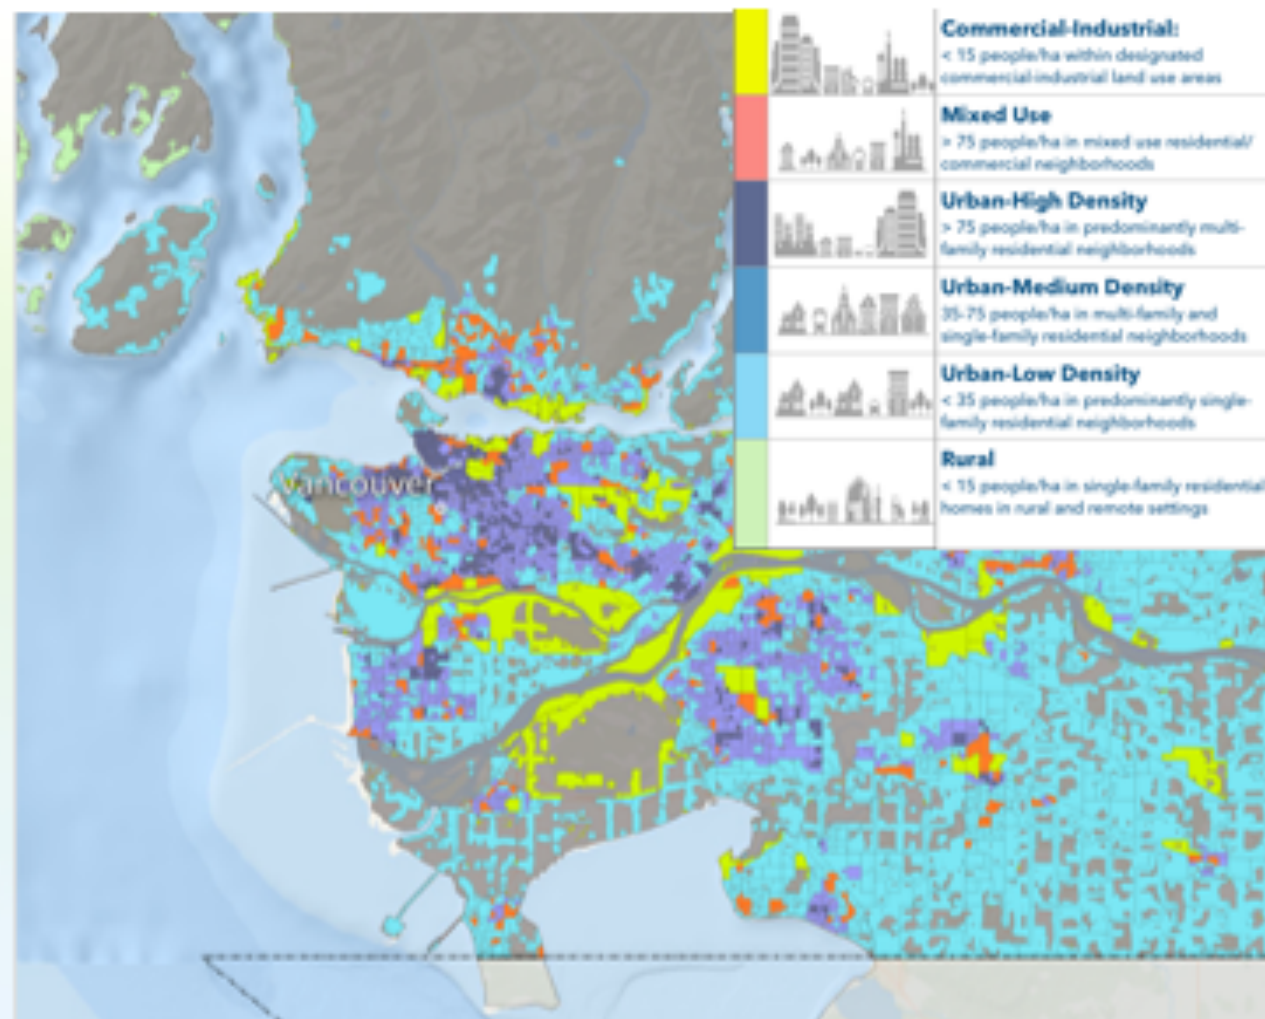 Commercial-Industrial:
< 15 people/ha within designated
commercial-industrial land use areas
Mixed Use
> 75 people/ha in mixed use residential/
commercial neighborhoods
Urban-High Density
> 75 people/ha in predominantly multi-
family residential neighborhoods
Urban-Medium Density
35-75 people/ha in multi-family and
single-family residential neighborhoods
Urban-Low Density
< 35 people/ha in predominantly single-
family residential neighborhoods
Rural
< 15 people/ha in single-family residential
homes in rural and remote settings
Vancouver